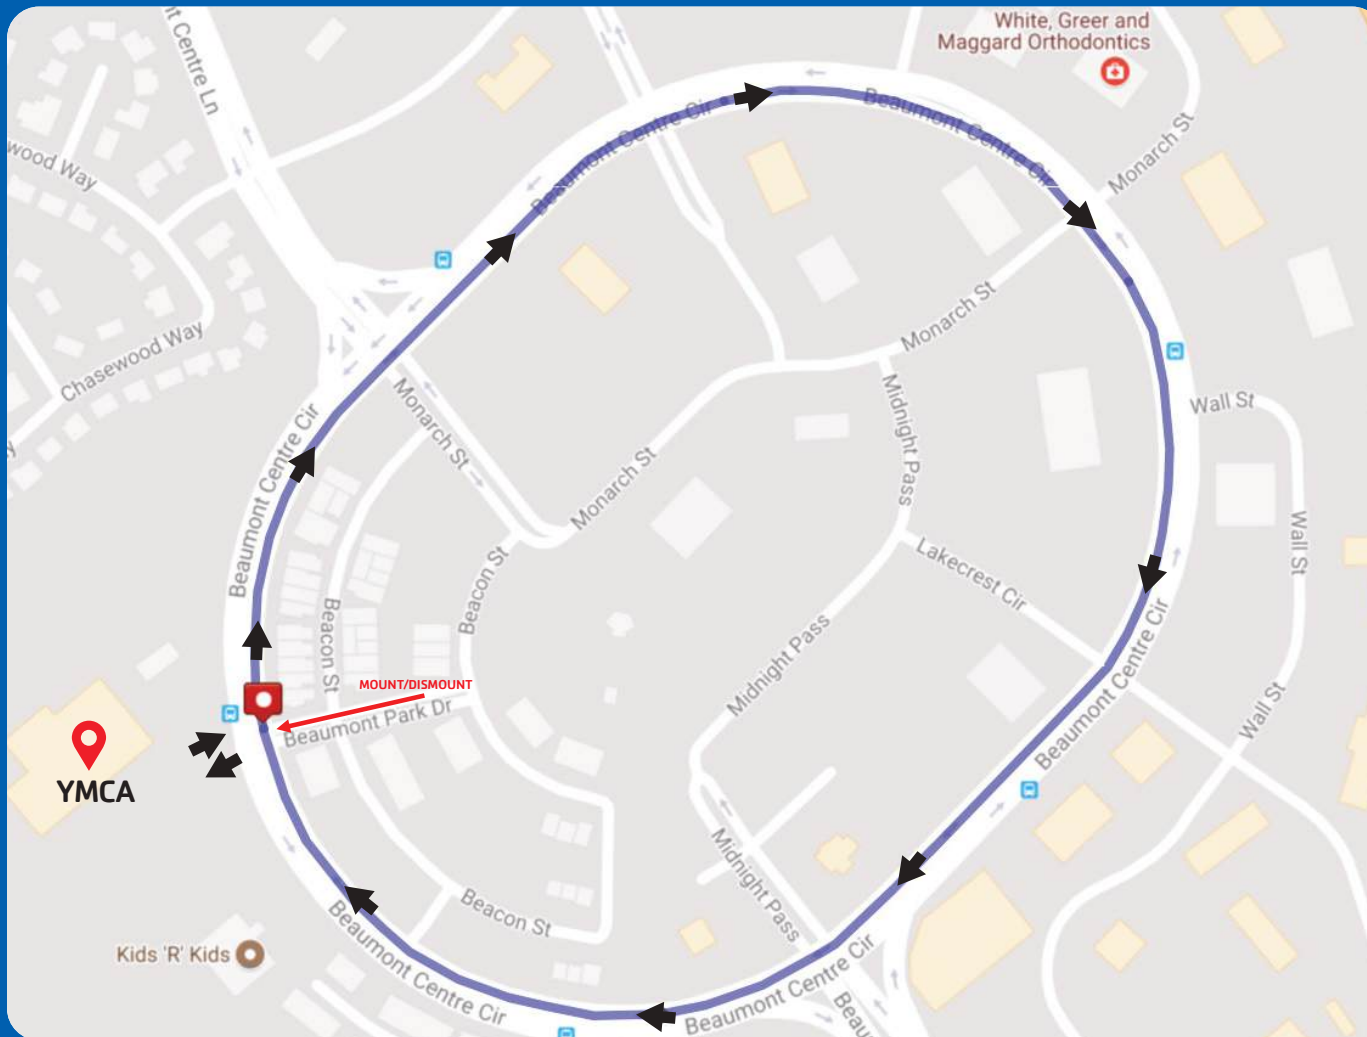 White, Greer and
Maggard Orthodontics
nt Centre Ln
Beaumont Centre Cir
Beaumont Centre Cir
Monarch St
wood Way
Monarch St
Chasewood Way
Midnight Pass
Wall St
Monarch St
Beaumont Centre Cir
Monarch St
Wall St
Lakecrest Cir
Beacon St
Beacon St
Beaumont Centre Cir
Midnight Pass
MOUNT/DISMOUNT
Beaumont Park Dr
Wall St
YMCA
Midnight Pass
Beacon St
Kids 'R' Kids
Beaumont Centre Cir
Beaumont Centre Cir
Beau